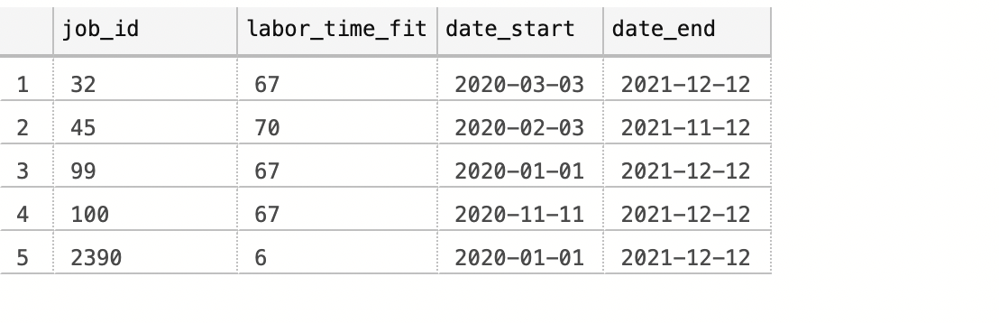 job_id labor_time_fit date_start date_end
1 32 67 2020-03-03 2021-12-12
2 45 70 2020-02-03 2021-11-12
3 99 67 2020-01-01 2021-12-12
4 100 67 2020-11-11 2021-12-12
5 2390 6 2020-01-01 2021-12-12